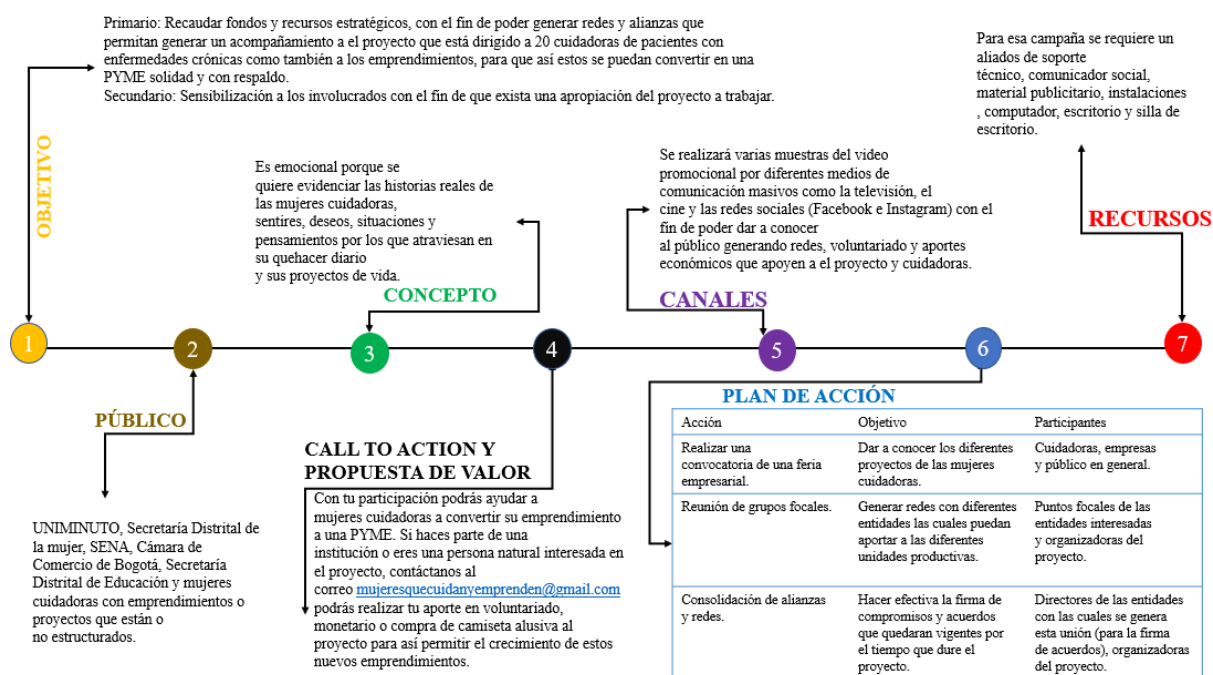 Primario: Recaudar fondos y recursos estratégicos, con el fin de poder generar redes y alianzas que
permitan generar un acompañamiento a el proyecto que está dirigido a 20 cuidadoras de pacientes con
enfermedades crónicas como también a los emprendimientos, para que así estos se puedan convertir en una
PYME solidad y con respaldo.
Secundario: Sensibilización a los involucrados con el fin de que exista una apropiación del proyecto a trabajar.
OBJETIVO
1
2
PÚBLICO
UNIMINUTO, Secretaría Distrital de
la mujer, SENA, Cámara de
Comercio de Bogotá, Secretaría
Distrital de Educación y mujeres
cuidadoras con emprendimientos o
proyectos que están o
no estructurados.
Es emocional porque se
quiere evidenciar las historias reales de
las mujeres cuidadoras,
sentires, deseos, situaciones y
pensamientos por los que atraviesan en
su quehacer diario
y sus proyectos de vida.
CONCEPTO
3
4
CALL TO ACTION Y
PROPUESTA DE VALOR
Con tu participación podrás ayudar a
mujeres cuidadoras a convertir su emprendimiento
a una PYME. Si haces parte de una
institución o eres una persona natural interesada en
el proyecto, contáctanos al
correo mujeresquecuidanyemprenden@gmail.com
podrás realizar tu aporte en voluntariado,
monetario o compra de camiseta alusiva al
proyecto para así permitir el crecimiento de estos
nuevos emprendimientos.
Se realizará varias muestras del video
promocional por diferentes medios de
comunicación masivos como la televisión, el
cine y las redes sociales (Facebook e Instagram) con el
fin de poder dar a conocer
al público generando redes, voluntariado y aportes
económicos que apoyen a el proyecto y cuidadoras.
CANALES
5
6
PLAN DE ACCIÓN
Acción Objetivo Participantes
Realizar una Dar a conocer los diferentes Cuidadoras, empresas
convocatoria de una feria proyectos de las mujeres y público en general.
empresarial. cuidadoras.
Reunión de grupos focales. Generar redes con diferentes Puntos focales de las
entidades las cuales puedan entidades interesadas
aportar a las diferentes y organizadoras del
unidades productivas. proyecto.
Consolidación de alianzas Hacer efectiva la firma de Directores de las entidades
y redes. compromisos y acuerdos con las cuales se genera
que quedaran vigentes por esta unión (para la firma
el tiempo que dure el de acuerdos), organizadoras
proyecto. del proyecto.
Para esa campaña se requiere un
aliados de soporte
técnico, comunicador social,
material publicitario, instalaciones
, computador, escritorio y silla de
escritorio.
RECURSOS
7